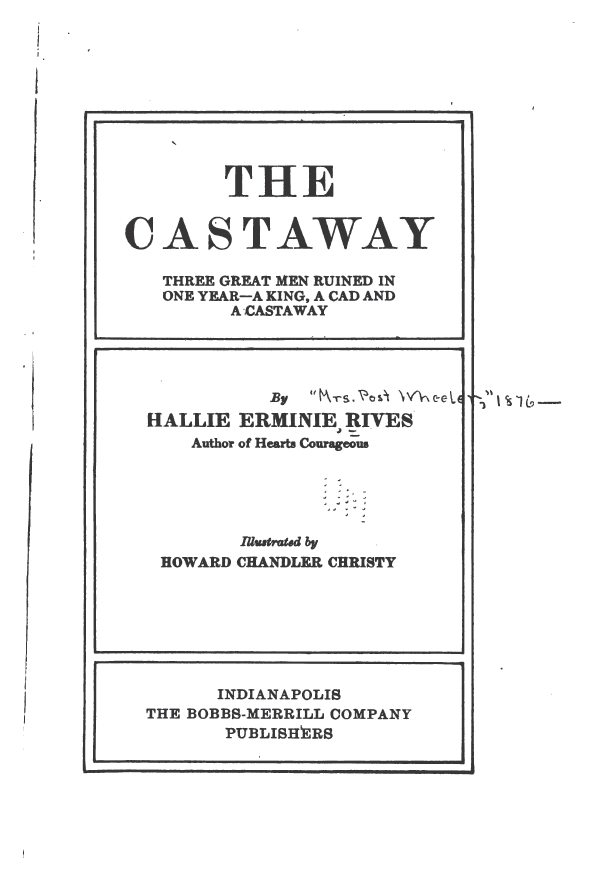 THE
CASTAWAY
THREE GREAT MEN RUINED IN
ONE YEAR—A KING, A CAD AND
A CASTAWAY
By "Mrs. Post Wheeler," 1876—
HALLIE ERMINIE, RIVES
Author of Hearts Courageous
UM
Illustrated by
HOWARD CHANDLER CHRISTY
INDIANAPOLIS
THE BOBBS-MERRILL COMPANY
PUBLISHERS